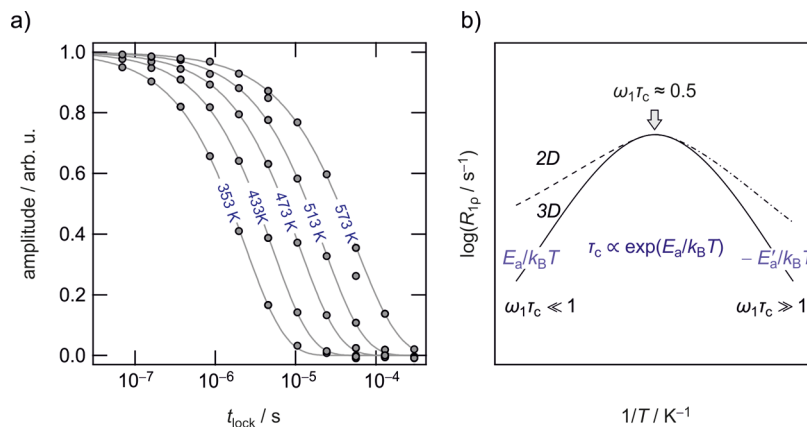 a)
b)
amplitude / arb. u.
1.0
0.8
0.6
0.4
0.2
0.0
353 K
433K
473 K
513 K
573 K
10⁻⁷
10⁻⁶
10⁻⁵
10⁻⁴
t_lock / s
log(R₁ρ / s⁻¹)
ω₁τ_c ≈ 0.5
2D
3D
E_a/k_BT
τ_c ∝ exp(E_a/k_BT)
− E′_a/k_BT
ω₁τ_c ≪ 1
ω₁τ_c ≫ 1
1/T / K⁻¹